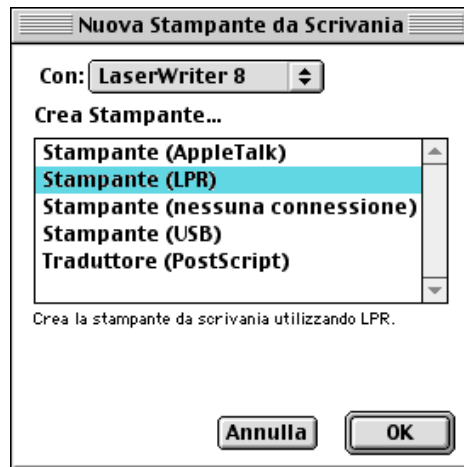 Nuova Stampante da Scrivania
Con: LaserWriter 8
Crea Stampante...
Stampante (AppleTalk)
Stampante (LPR)
Stampante (nessuna connessione)
Stampante (USB)
Traduttore (PostScript)
Crea la stampante da scrivania utilizzando LPR.
Annulla OK